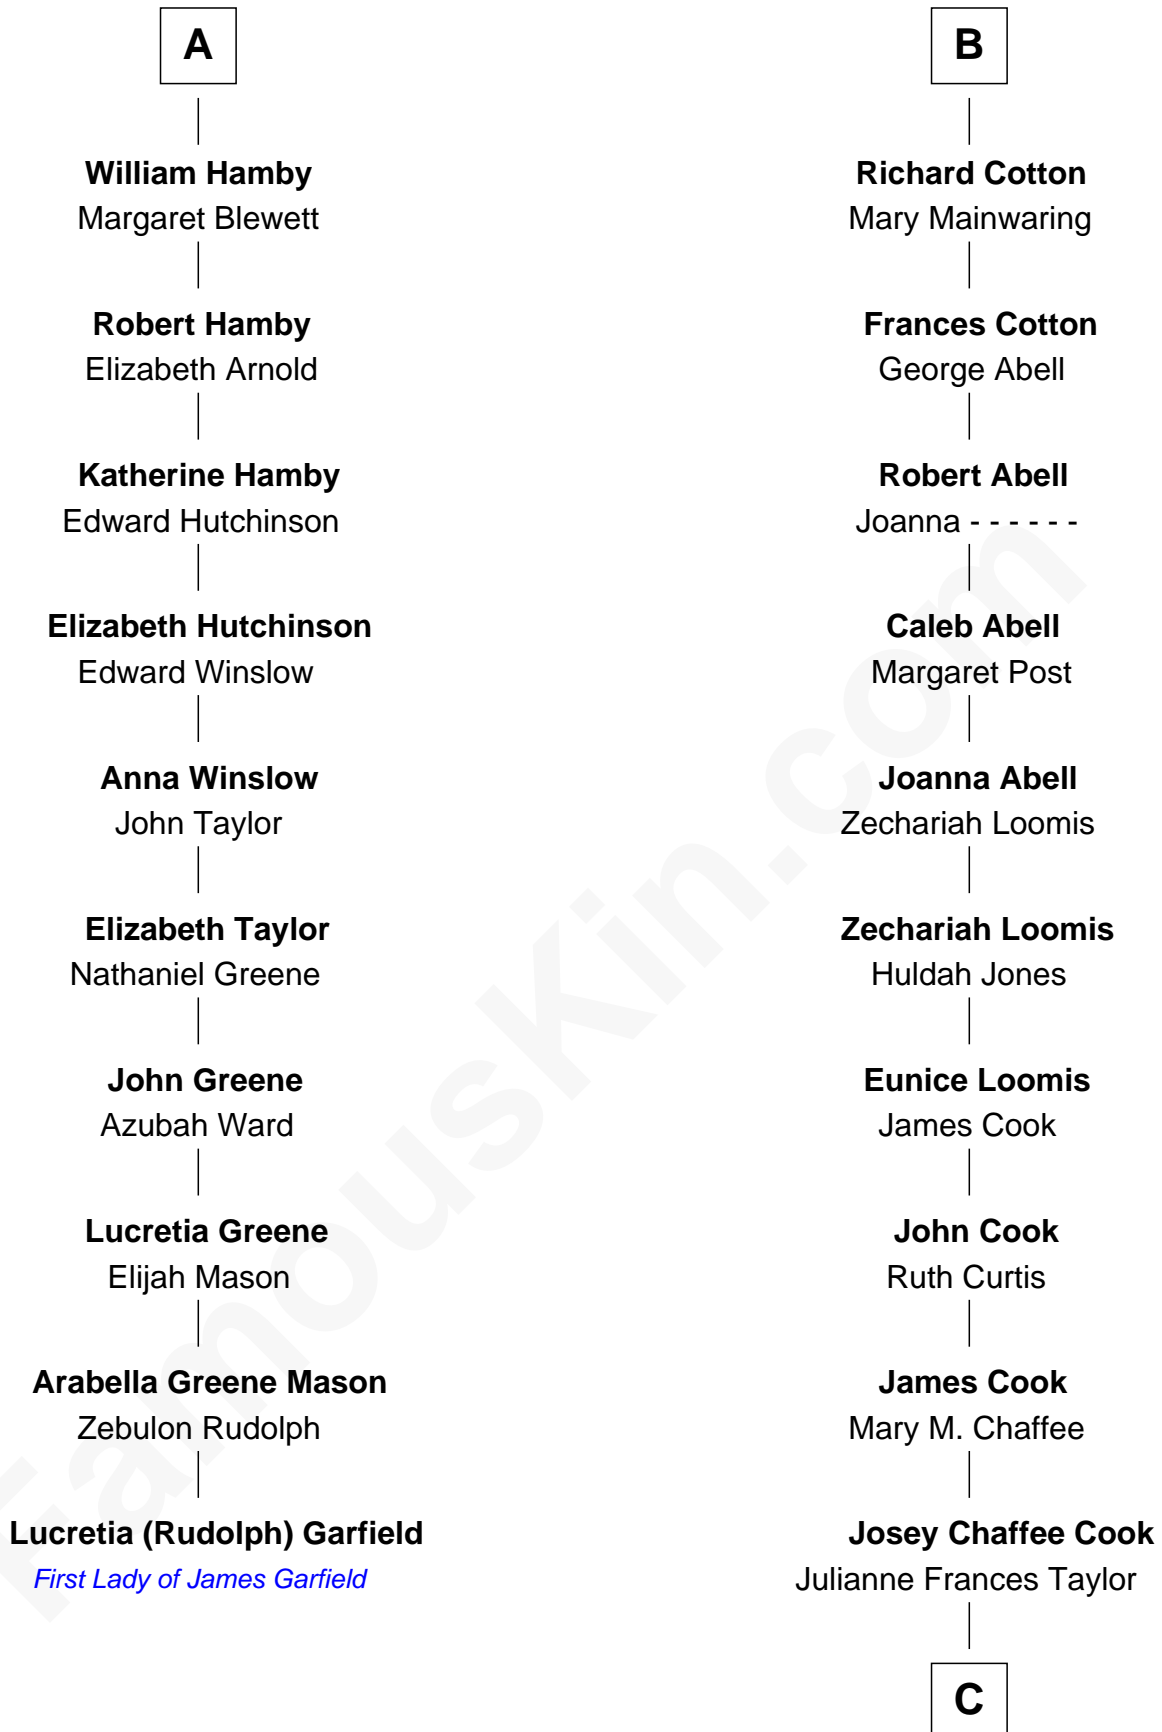 A
William Hamby
Margaret Blewett
Robert Hamby
Elizabeth Arnold
Katherine Hamby
Edward Hutchinson
Elizabeth Hutchinson
Edward Winslow
Anna Winslow
John Taylor
Elizabeth Taylor
Nathaniel Greene
John Greene
Azubah Ward
Lucretia Greene
Elijah Mason
Arabella Greene Mason
Zebulon Rudolph
Lucretia (Rudolph) Garfield
First Lady of James Garfield
B
Richard Cotton
Mary Mainwaring
Frances Cotton
George Abell
Robert Abell
Joanna - - - - - -
Caleb Abell
Margaret Post
Joanna Abell
Zechariah Loomis
Zechariah Loomis
Huldah Jones
Eunice Loomis
James Cook
John Cook
Ruth Curtis
James Cook
Mary M. Chaffee
Josey Chaffee Cook
Julianne Frances Taylor
C
FamousKin.com